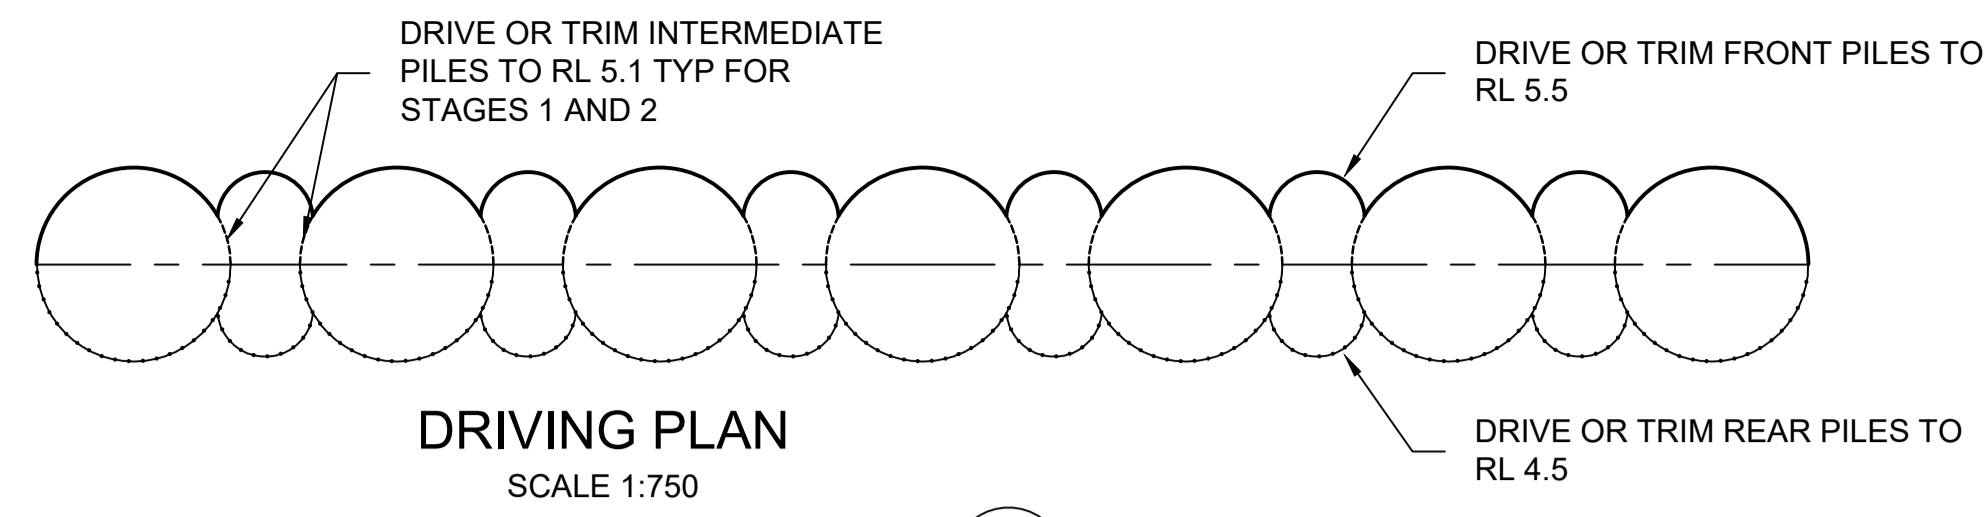 DRIVE OR TRIM INTERMEDIATE
PILES TO RL 5.1 TYP FOR
STAGES 1 AND 2
DRIVE OR TRIM FRONT PILES TO
RL 5.5
DRIVING PLAN
SCALE 1:750
DRIVE OR TRIM REAR PILES TO
RL 4.5